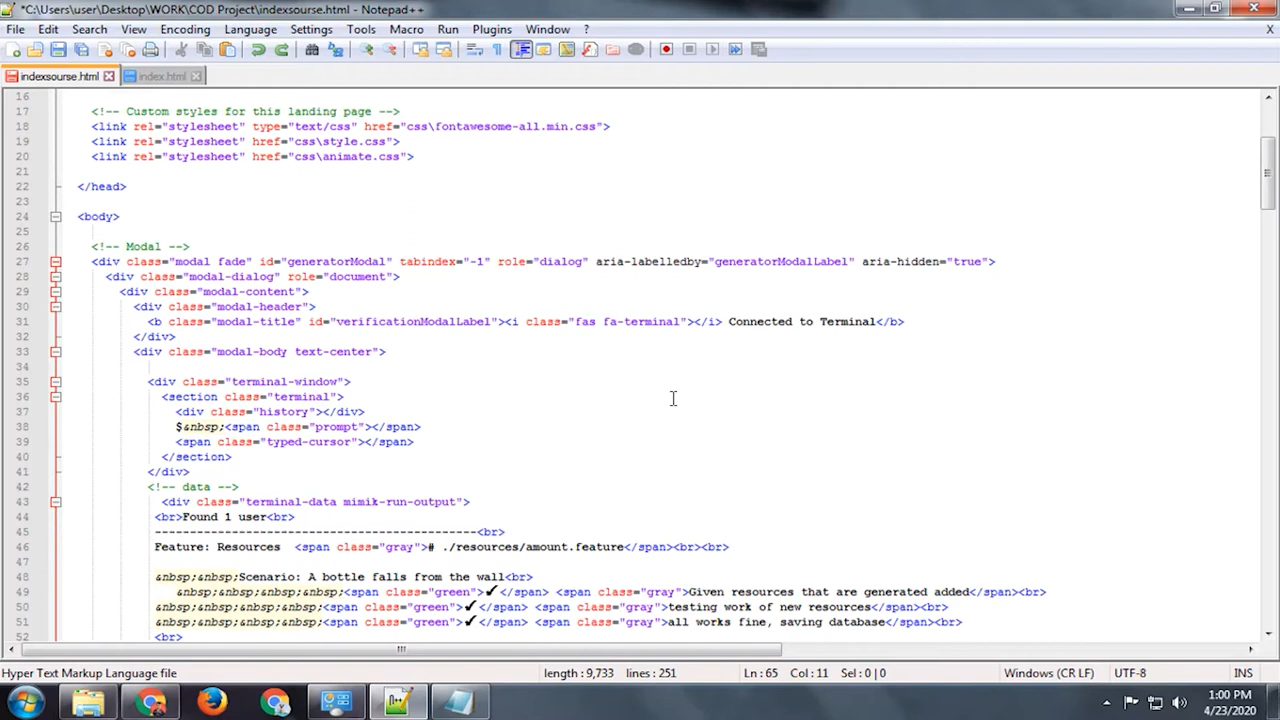 *C:\Users\user\Desktop\WORK\COD Project\indexsourse.html - Notepad++
File Edit Search View Encoding Language Settings Tools Macro Run Plugins Window ? X
indexsourse.html index.html
16
17 <!-- Custom styles for this landing page -->
18 <link rel="stylesheet" type="text/css" href="css\fontawesome-all.min.css">
19 <link rel="stylesheet" href="css\style.css">
20 <link rel="stylesheet" href="css\animate.css">
21
22 </head>
23
24 <body>
25
26 <!-- Modal -->
27 <div class="modal fade" id="generatorModal" tabindex="-1" role="dialog" aria-labelledby="generatorModalLabel" aria-hidden="true">
28 <div class="modal-dialog" role="document">
29 <div class="modal-content">
30 <div class="modal-header">
31 <b class="modal-title" id="verificationModalLabel"><i class="fas fa-terminal"></i> Connected to Terminal</b>
32 </div>
33 <div class="modal-body text-center">
34
35 <div class="terminal-window">
36 <section class="terminal">
37 <div class="history"></div>
38 $&nbsp;<span class="prompt"></span>
39 <span class="typed-cursor"></span>
40 </section>
41 </div>
42 <!-- data -->
43 <div class="terminal-data mimik-run-output">
44 <br>Found 1 user<br>
45 ----------------------------------------------<br>
46 Feature: Resources <span class="gray"># ./resources/amount.feature</span><br><br>
47
48 &nbsp;&nbsp;Scenario: A bottle falls from the wall<br>
49 &nbsp;&nbsp;&nbsp;&nbsp;<span class="green">✓</span> <span class="gray">Given resources that are generated added</span><br>
50 &nbsp;&nbsp;&nbsp;&nbsp;<span class="green">✓</span> <span class="gray">testing work of new resources</span><br>
51 &nbsp;&nbsp;&nbsp;&nbsp;<span class="green">✓</span> <span class="gray">all works fine, saving database</span><br>
52 <br>
Hyper Text Markup Language file length : 9,733 lines : 251 Ln : 65 Col : 11 Sel : 0 | 0 Windows (CR LF) UTF-8 INS
1:00 PM
4/23/2020